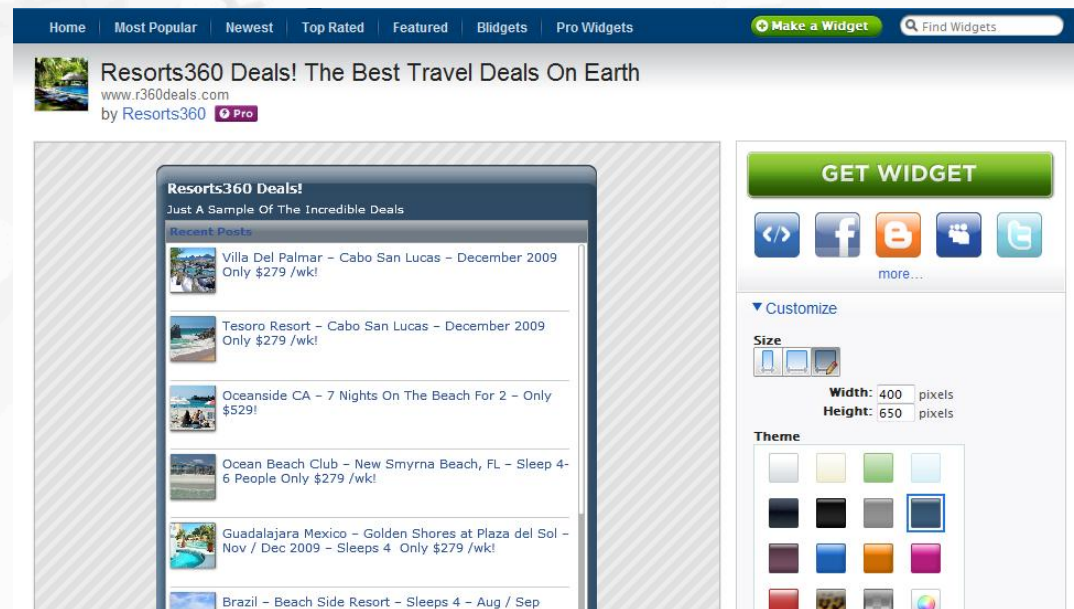 Home Most Popular Newest Top Rated Featured Blidgets Pro Widgets Make a Widget Find Widgets
Resorts360 Deals! The Best Travel Deals On Earth
www.r360deals.com
by Resorts360 Pro
Resorts360 Deals!
Just A Sample Of The Incredible Deals
Recent Posts
Villa Del Palmar – Cabo San Lucas – December 2009
Only $279 /wk!
Tesoro Resort – Cabo San Lucas – December 2009
Only $279 /wk!
Oceanside CA – 7 Nights On The Beach For 2 – Only
$529!
Ocean Beach Club – New Smyrna Beach, FL – Sleep 4-
6 People Only $279 /wk!
Guadalajara Mexico – Golden Shores at Plaza del Sol –
Nov / Dec 2009 – Sleeps 4 Only $279 /wk!
Brazil – Beach Side Resort – Sleeps 4 – Aug / Sep
GET WIDGET
more...
Customize
Size
Width: 400 pixels
Height: 650 pixels
Theme